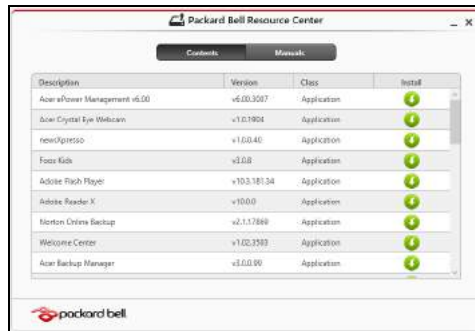 Packard Bell Resource Center
Contents Manuals
Description Version Class Install
Acer ePower Management v6.00 v6.00.3007 Application
Acer Crystal Eye Webcam v1.0.1904 Application
newsXpresso v1.0.0.40 Application
Fooz Kids v3.0.8 Application
Adobe Flash Player v10.3.181.34 Application
Adobe Reader X v10.0.0 Application
Norton Online Backup v2.1.17869 Application
Welcome Center v1.02.3503 Application
Acer Backup Manager v3.0.0.99 Application
packard bell